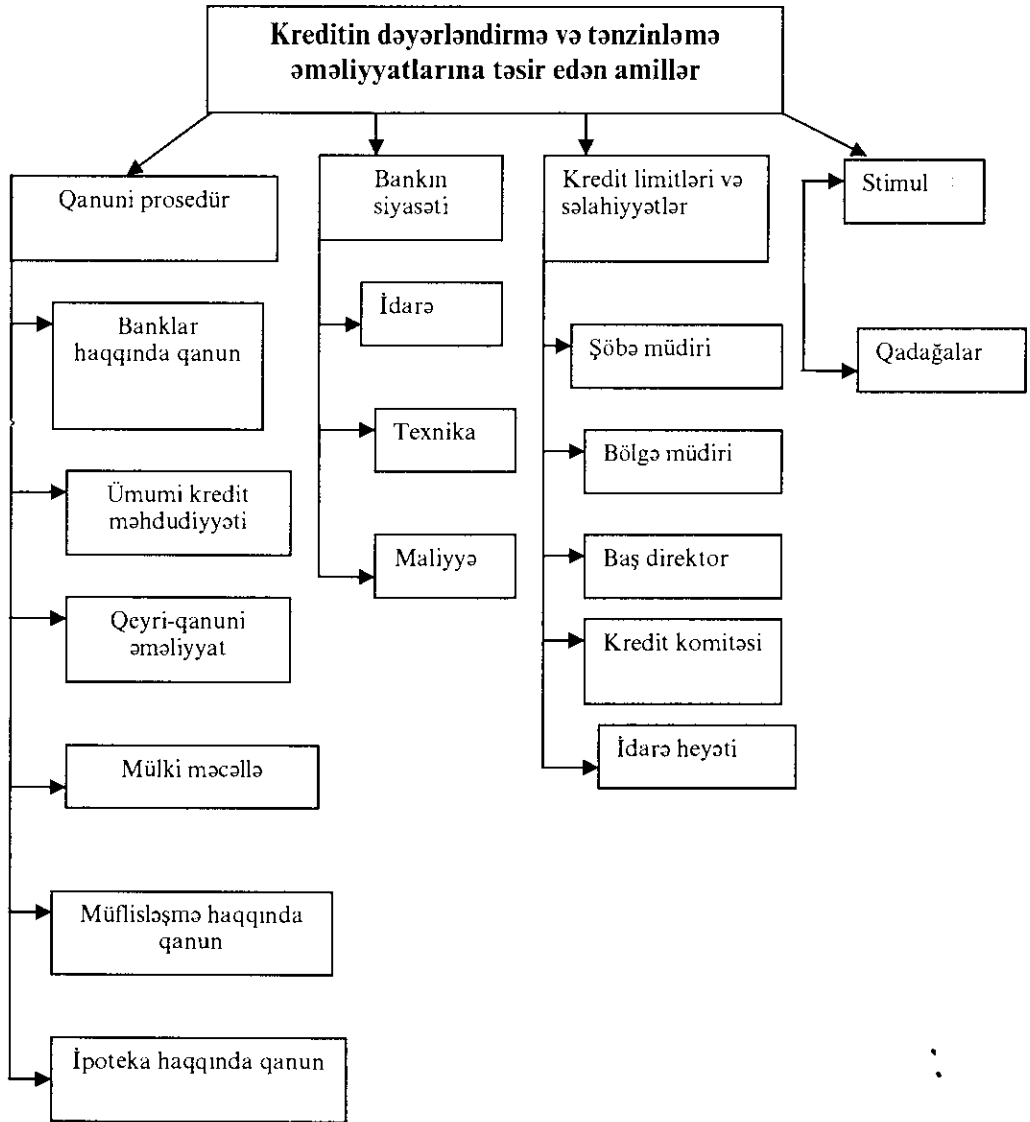 Kreditin dəyərləndirmə və tənzinləmə
əməliyyatlarına təsir edən amillər
Qanuni prosedür
Banklar
haqqında qanun
Ümumi kredit
məhdudiyyəti
Qeyri-qanuni
əməliyyat
Mülki məcəllə
Müflisləşmə haqqında
qanun
İpoteka haqqında qanun
Bankın
siyasəti
İdarə
Texnika
Maliyyə
Kredit limitləri və
səlahiyyətlər
Şöbə müdiri
Bölgə müdiri
Baş direktor
Kredit komitəsi
İdarə heyəti
Stimul
Qadağalar